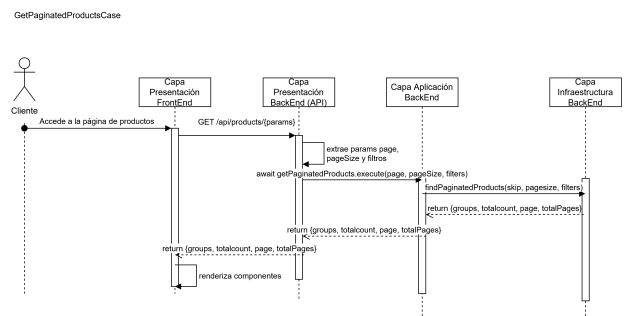 GetPaginatedProductsCase
Cliente
Capa
Presentación
FrontEnd
Capa
Presentación
BackEnd (API)
Capa Aplicación
BackEnd
Capa
Infraestructura
BackEnd
Accede a la página de productos
GET /api/products/{params}
extrae params page,
pageSize y filtros
await getPaginatedProducts.execute(page, pageSize, filters)
findPaginatedProducts(skip, pagesize, filters)
return {groups, totalcount, page, totalPages}
return {groups, totalcount, page, totalPages}
return {groups, totalcount, page, totalPages}
renderiza componentes